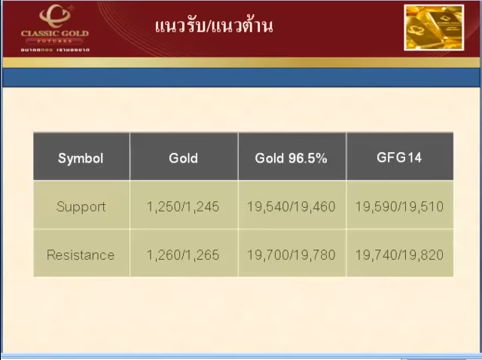 แนวรับ/แนวต้าน
CLASSIC GOLD
FUTURES
Symbol Gold Gold 96.5% GFG14
Support 1,250/1,245 19,540/19,460 19,590/19,510
Resistance 1,260/1,265 19,700/19,780 19,740/19,820